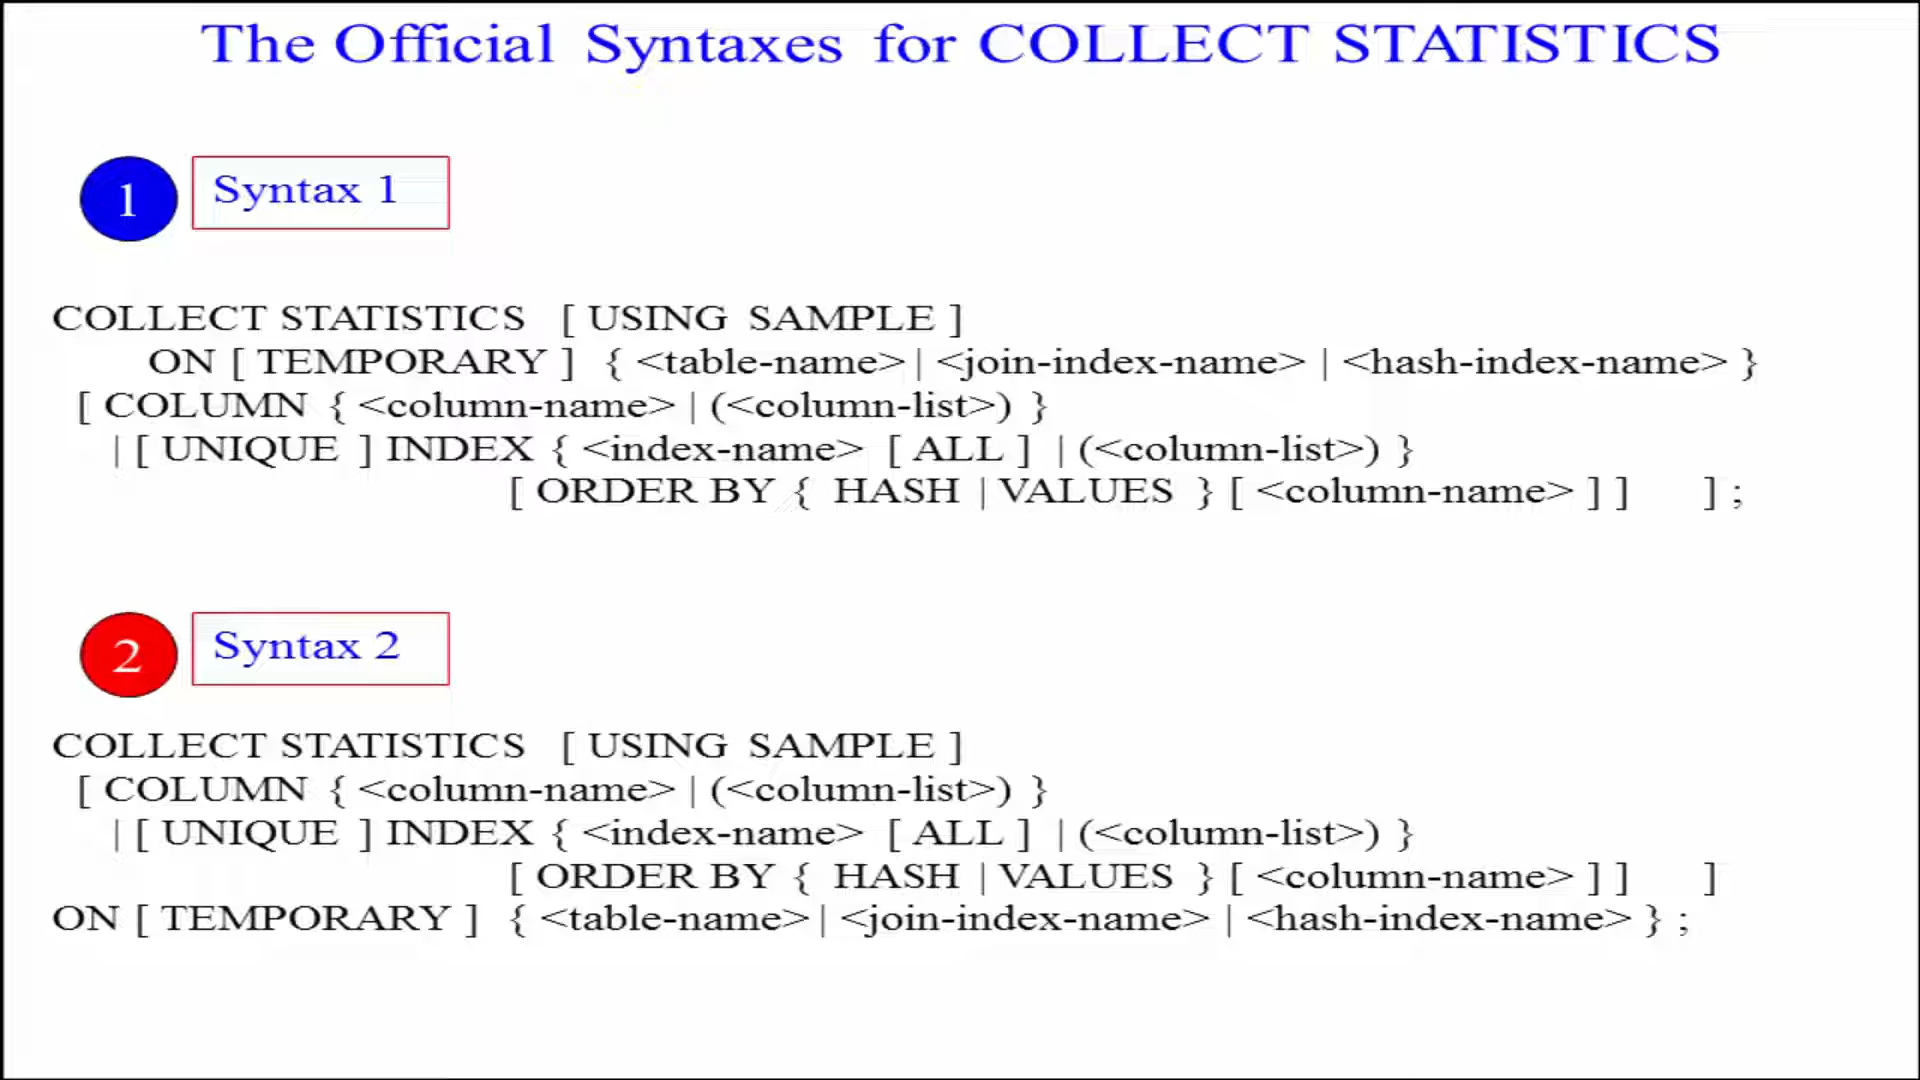 The Official Syntaxes for COLLECT STATISTICS
1
Syntax 1
COLLECT STATISTICS [ USING SAMPLE ]
ON [ TEMPORARY ] { <table-name> | <join-index-name> | <hash-index-name> }
[ COLUMN { <column-name> | (<column-list>) }
| [ UNIQUE ] INDEX { <index-name> [ ALL ] | (<column-list>) }
[ ORDER BY { HASH | VALUES } [ <column-name> ] ] ] ;
2
Syntax 2
COLLECT STATISTICS [ USING SAMPLE ]
[ COLUMN { <column-name> | (<column-list>) }
| [ UNIQUE ] INDEX { <index-name> [ ALL ] | (<column-list>) }
[ ORDER BY { HASH | VALUES } [ <column-name> ] ] ]
ON [ TEMPORARY ] { <table-name> | <join-index-name> | <hash-index-name> } ;